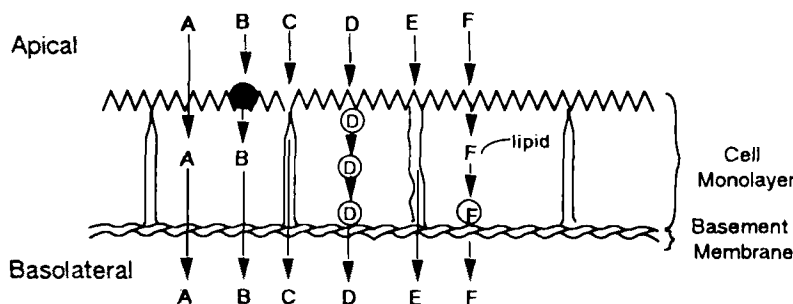 A B C D E F
Apical
D
A B D F lipid
Cell
Monolayer
D F
Basement
Membrane
Basolateral
A B C D E F